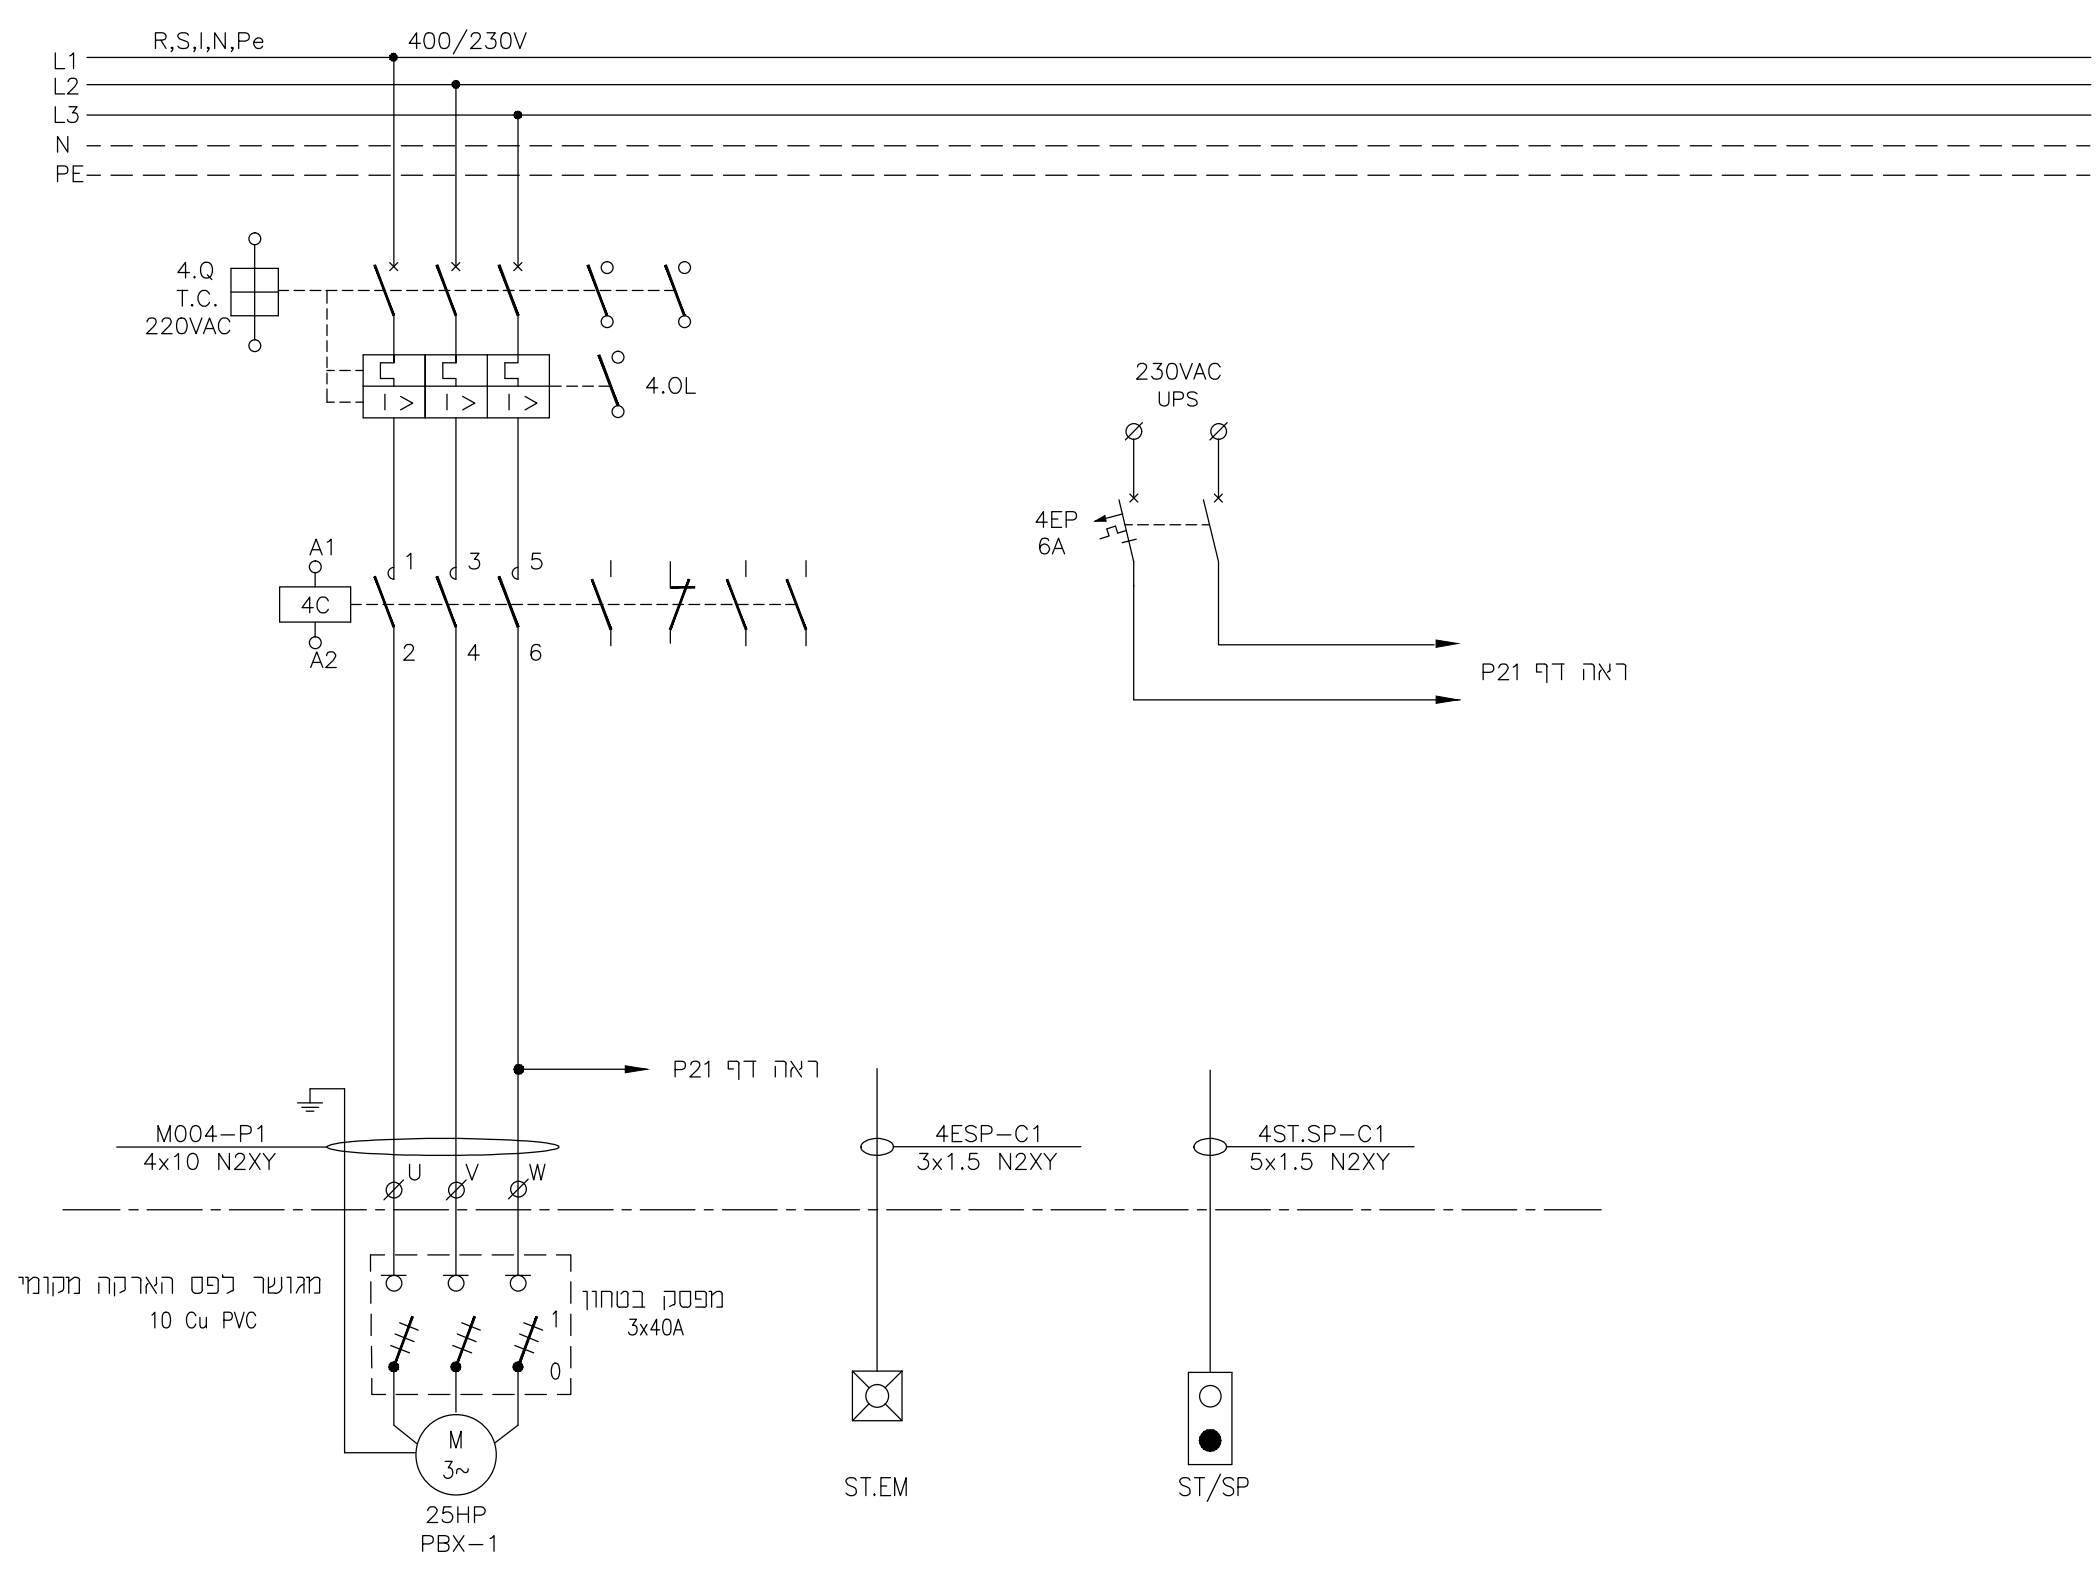 R,S,I,N,Pe
400/230V
L1
L2
L3
N
PE
4.Q
T.C.
220VAC
I >
I >
I >
4.OL
230VAC
UPS
4EP
6A
A1
4C
A2
1
3
5
2
4
6
ראה דף P21
ראה דף P21
M004-P1
4x10 N2XY
U
V
W
4ESP-C1
3x1.5 N2XY
4ST.SP-C1
5x1.5 N2XY
מגושר לפס הארקה מקומי
10 Cu PVC
מפסק בטחון
3x40A
1
0
M
3~
25HP
PBX-1
ST.EM
ST/SP